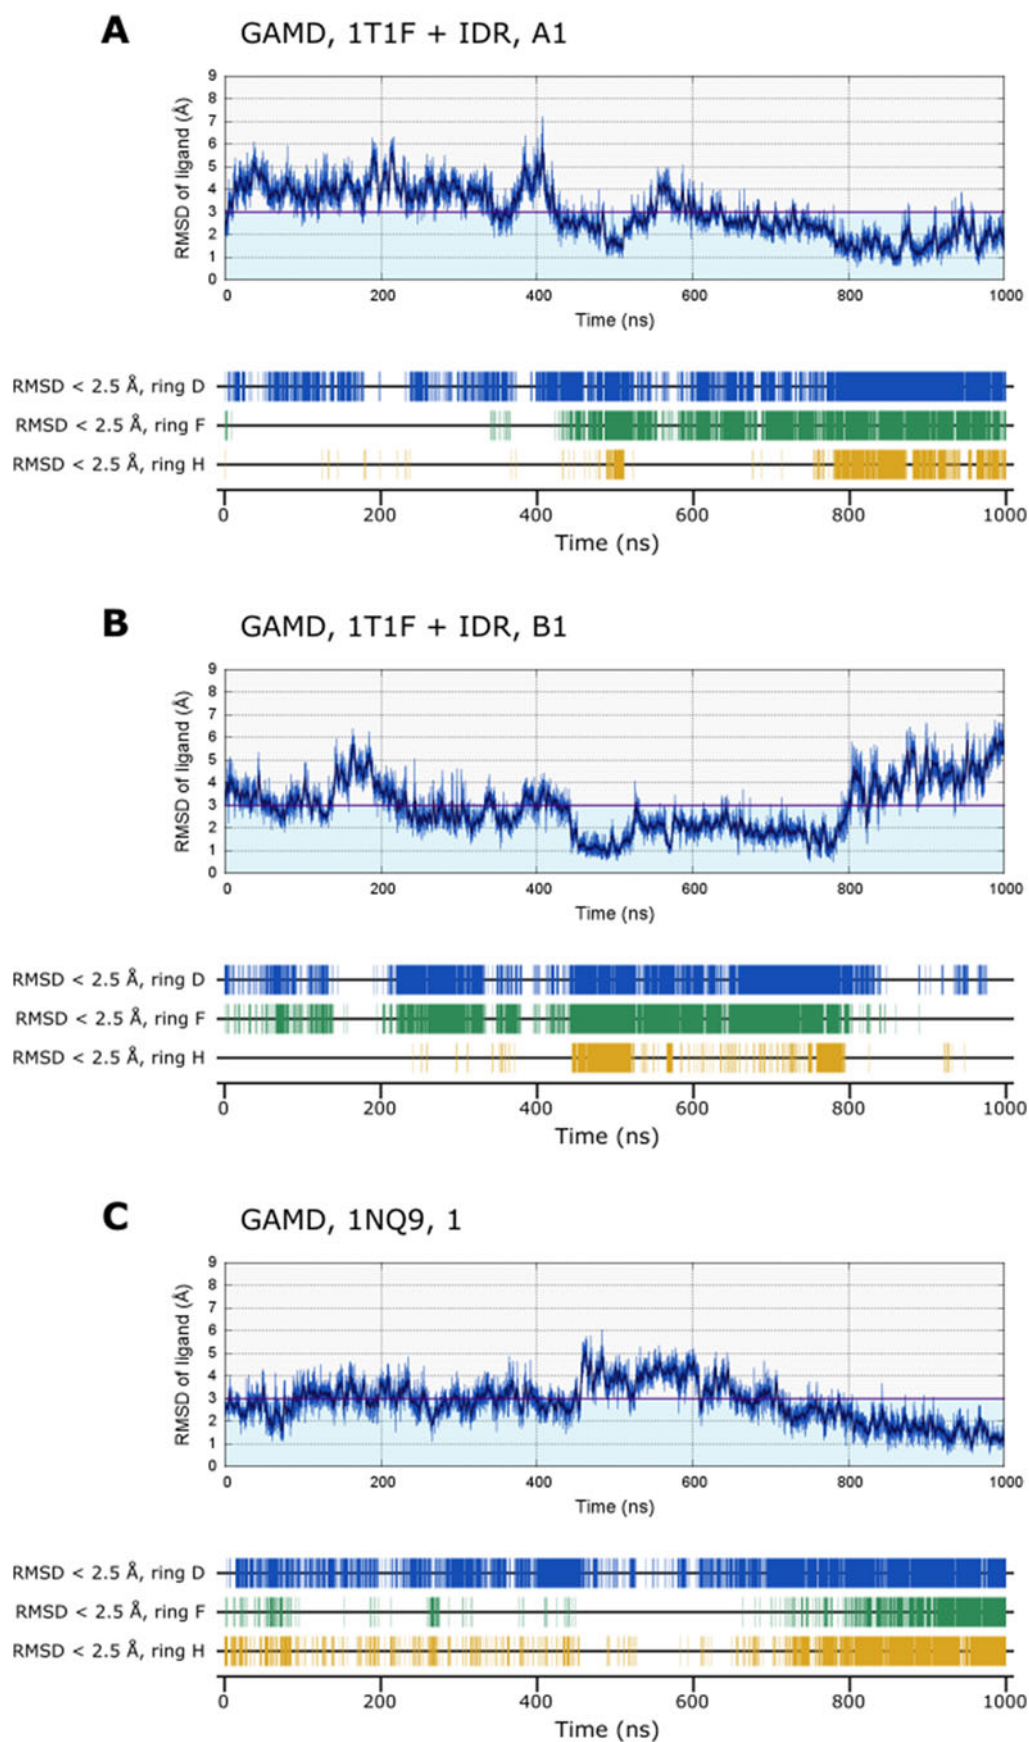 A GAMD, 1T1F + IDR, A1
RMSD of ligand (Å)
9
8
7
6
5
4
3
2
1
0
0 200 400 600 800 1000
Time (ns)
RMSD < 2.5 Å, ring D
RMSD < 2.5 Å, ring F
RMSD < 2.5 Å, ring H
0 200 400 600 800 1000
Time (ns)
B GAMD, 1T1F + IDR, B1
RMSD of ligand (Å)
9
8
7
6
5
4
3
2
1
0
0 200 400 600 800 1000
Time (ns)
RMSD < 2.5 Å, ring D
RMSD < 2.5 Å, ring F
RMSD < 2.5 Å, ring H
0 200 400 600 800 1000
Time (ns)
C GAMD, 1NQ9, 1
RMSD of ligand (Å)
9
8
7
6
5
4
3
2
1
0
0 200 400 600 800 1000
Time (ns)
RMSD < 2.5 Å, ring D
RMSD < 2.5 Å, ring F
RMSD < 2.5 Å, ring H
0 200 400 600 800 1000
Time (ns)